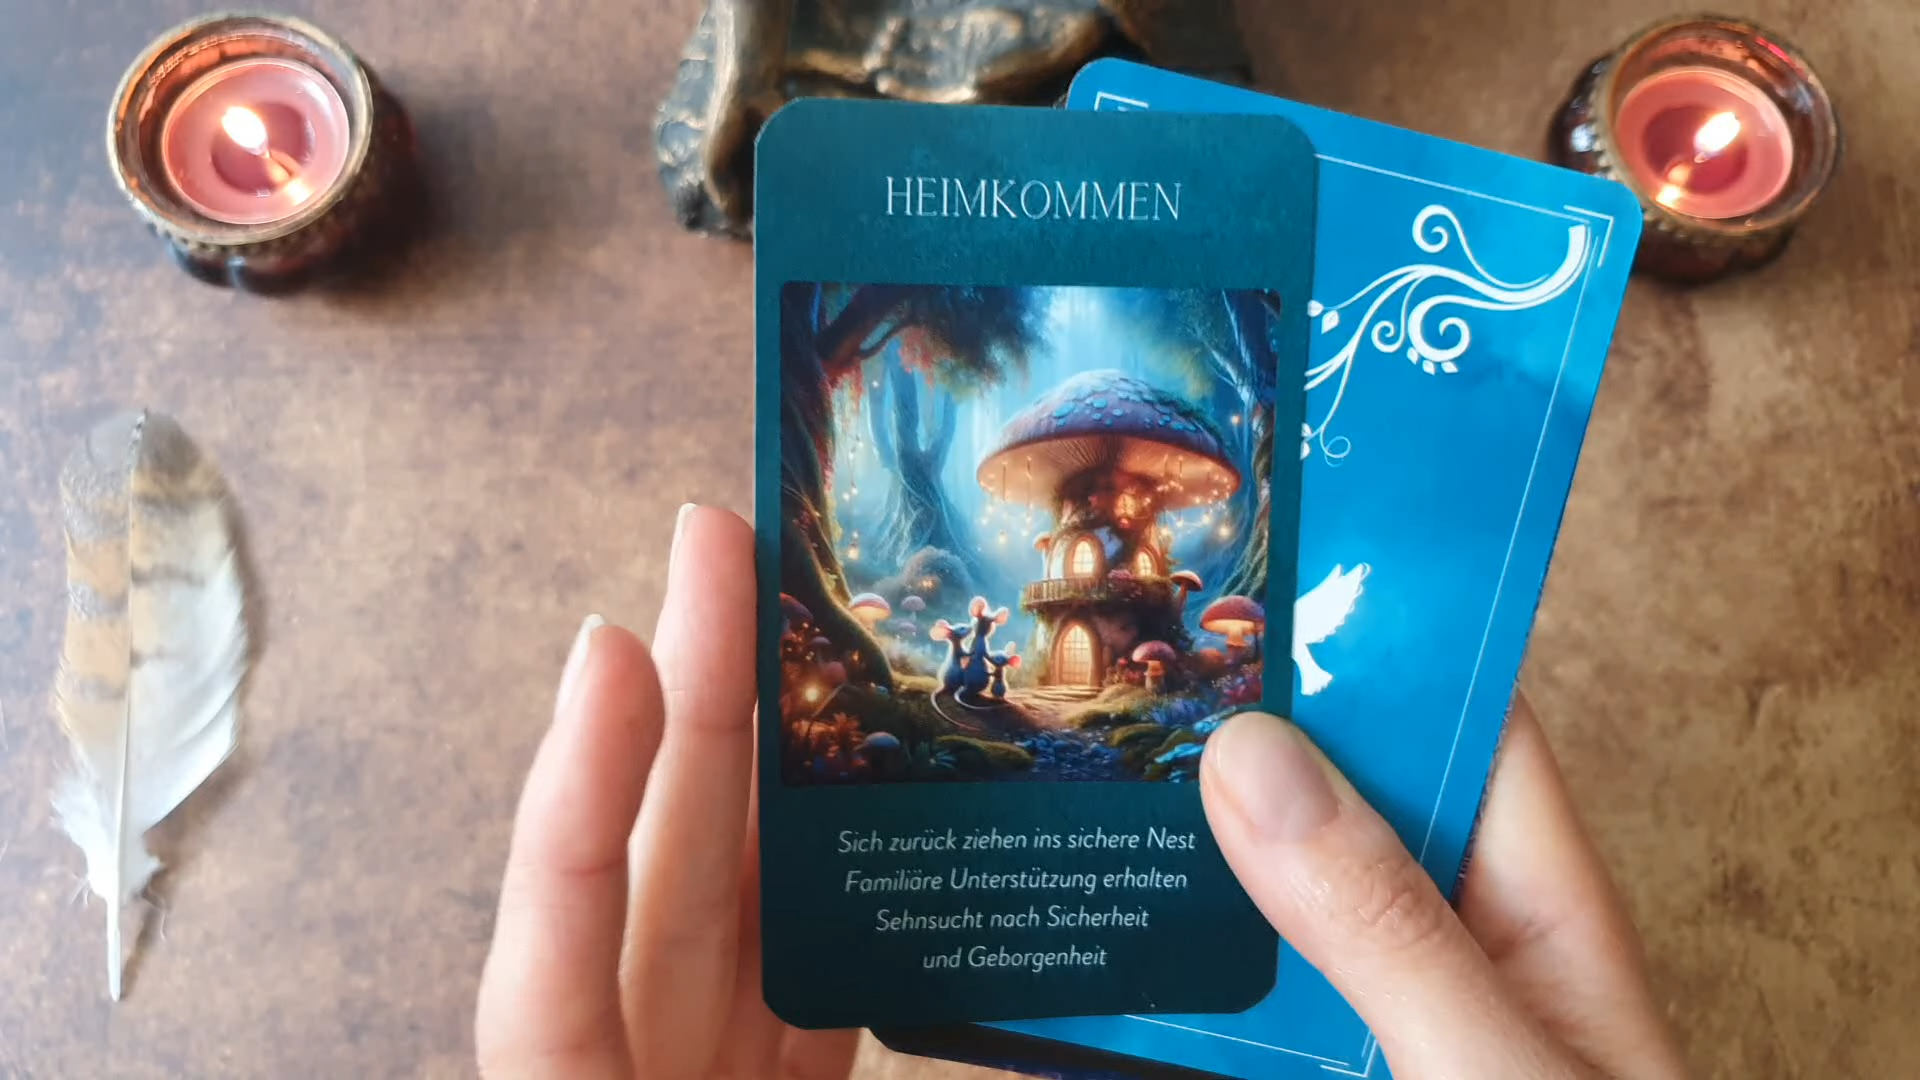 HEIMKOMMEN
Sich zurück ziehen ins sichere Nest
Familiäre Unterstützung erhalten
Sehnsucht nach Sicherheit
und Geborgenheit